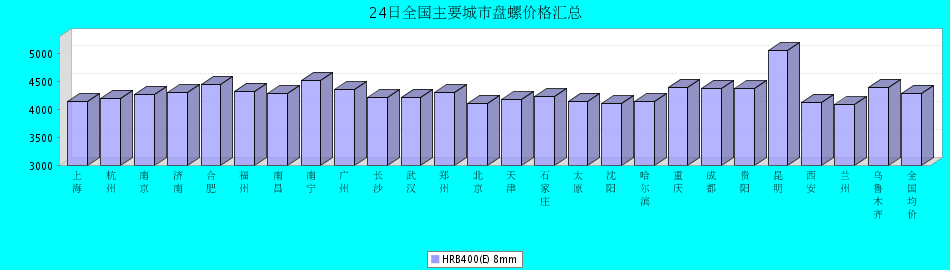 24日全国主要城市盘螺价格汇总
5000
4500
4000
3500
3000
上海
杭州
南京
济南
合肥
福州
南昌
南宁
广州
长沙
武汉
郑州
北京
天津
石家庄
太原
沈阳
哈尔滨
重庆
成都
贵阳
昆明
西安
兰州
乌鲁木齐
全国均价
HRB400(E) 8mm